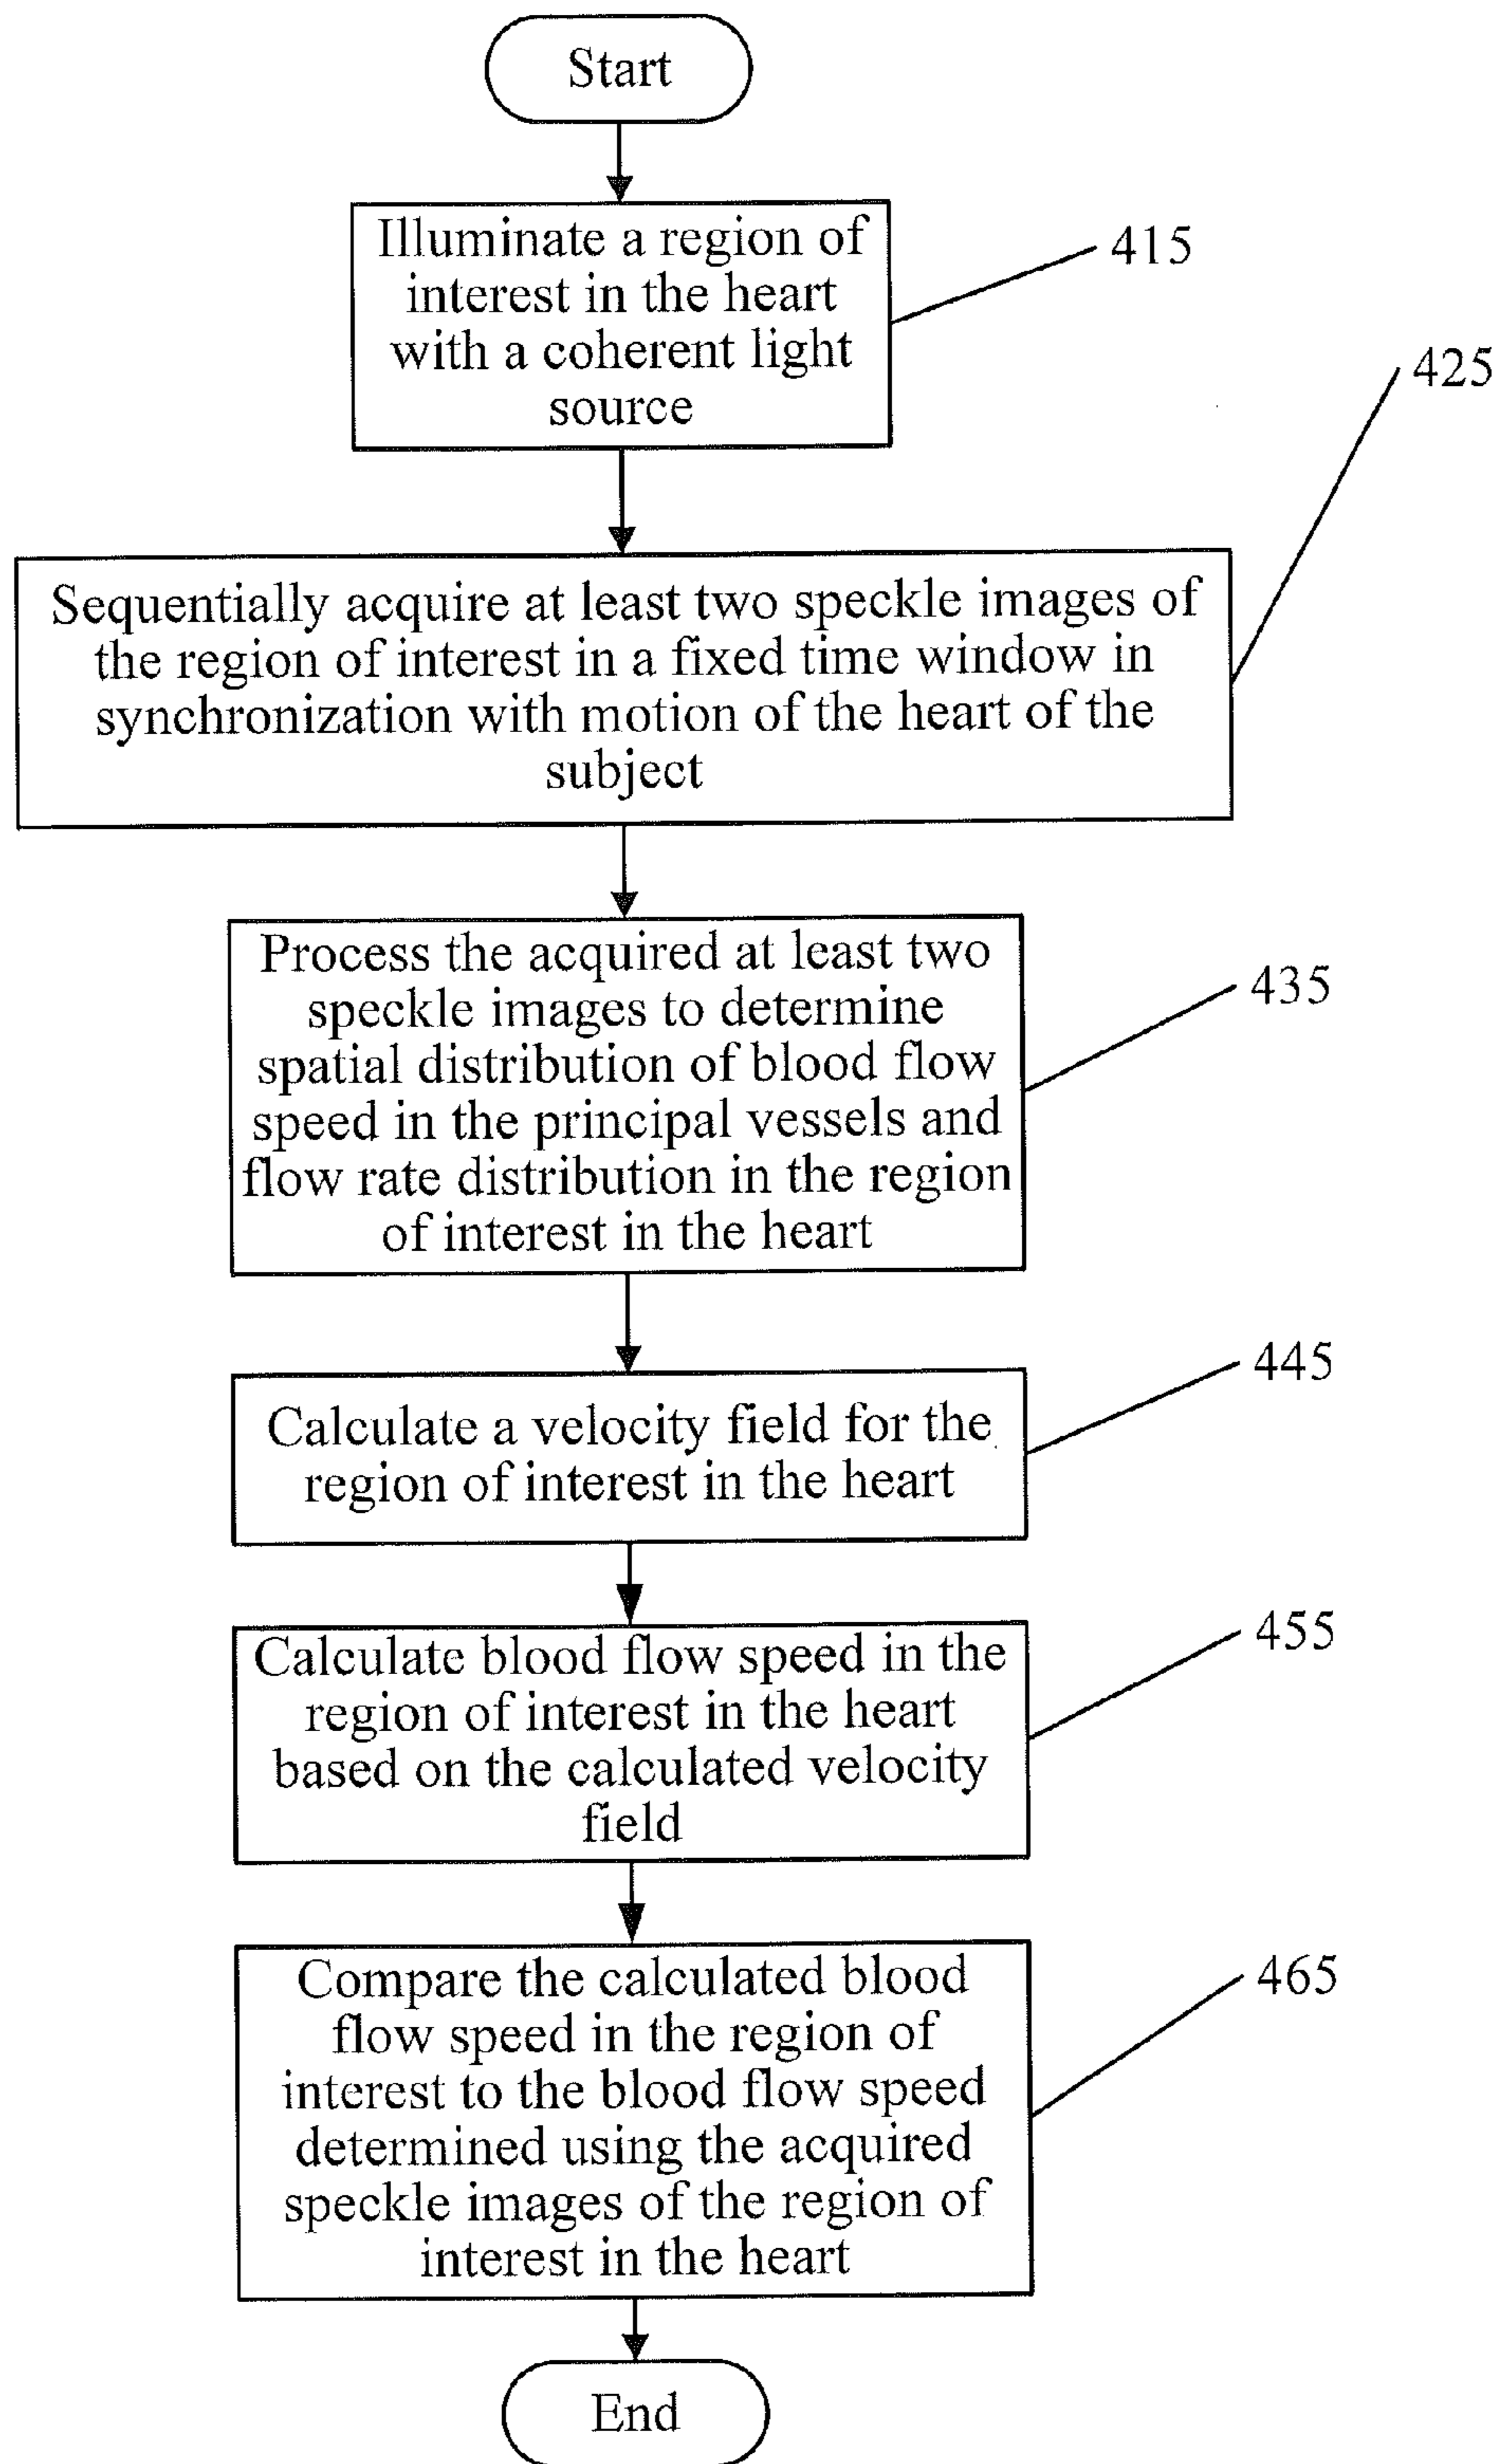 Start
Illuminate a region of
interest in the heart
with a coherent light
source
415
425
Sequentially acquire at least two speckle images of
the region of interest in a fixed time window in
synchronization with motion of the heart of the
subject
Process the acquired at least two
speckle images to determine
spatial distribution of blood flow
speed in the principal vessels and
flow rate distribution in the region
of interest in the heart
435
Calculate a velocity field for the
region of interest in the heart
445
Calculate blood flow speed in the
region of interest in the heart
based on the calculated velocity
field
455
Compare the calculated blood
flow speed in the region of
interest to the blood flow speed
determined using the acquired
speckle images of the region of
interest in the heart
465
End